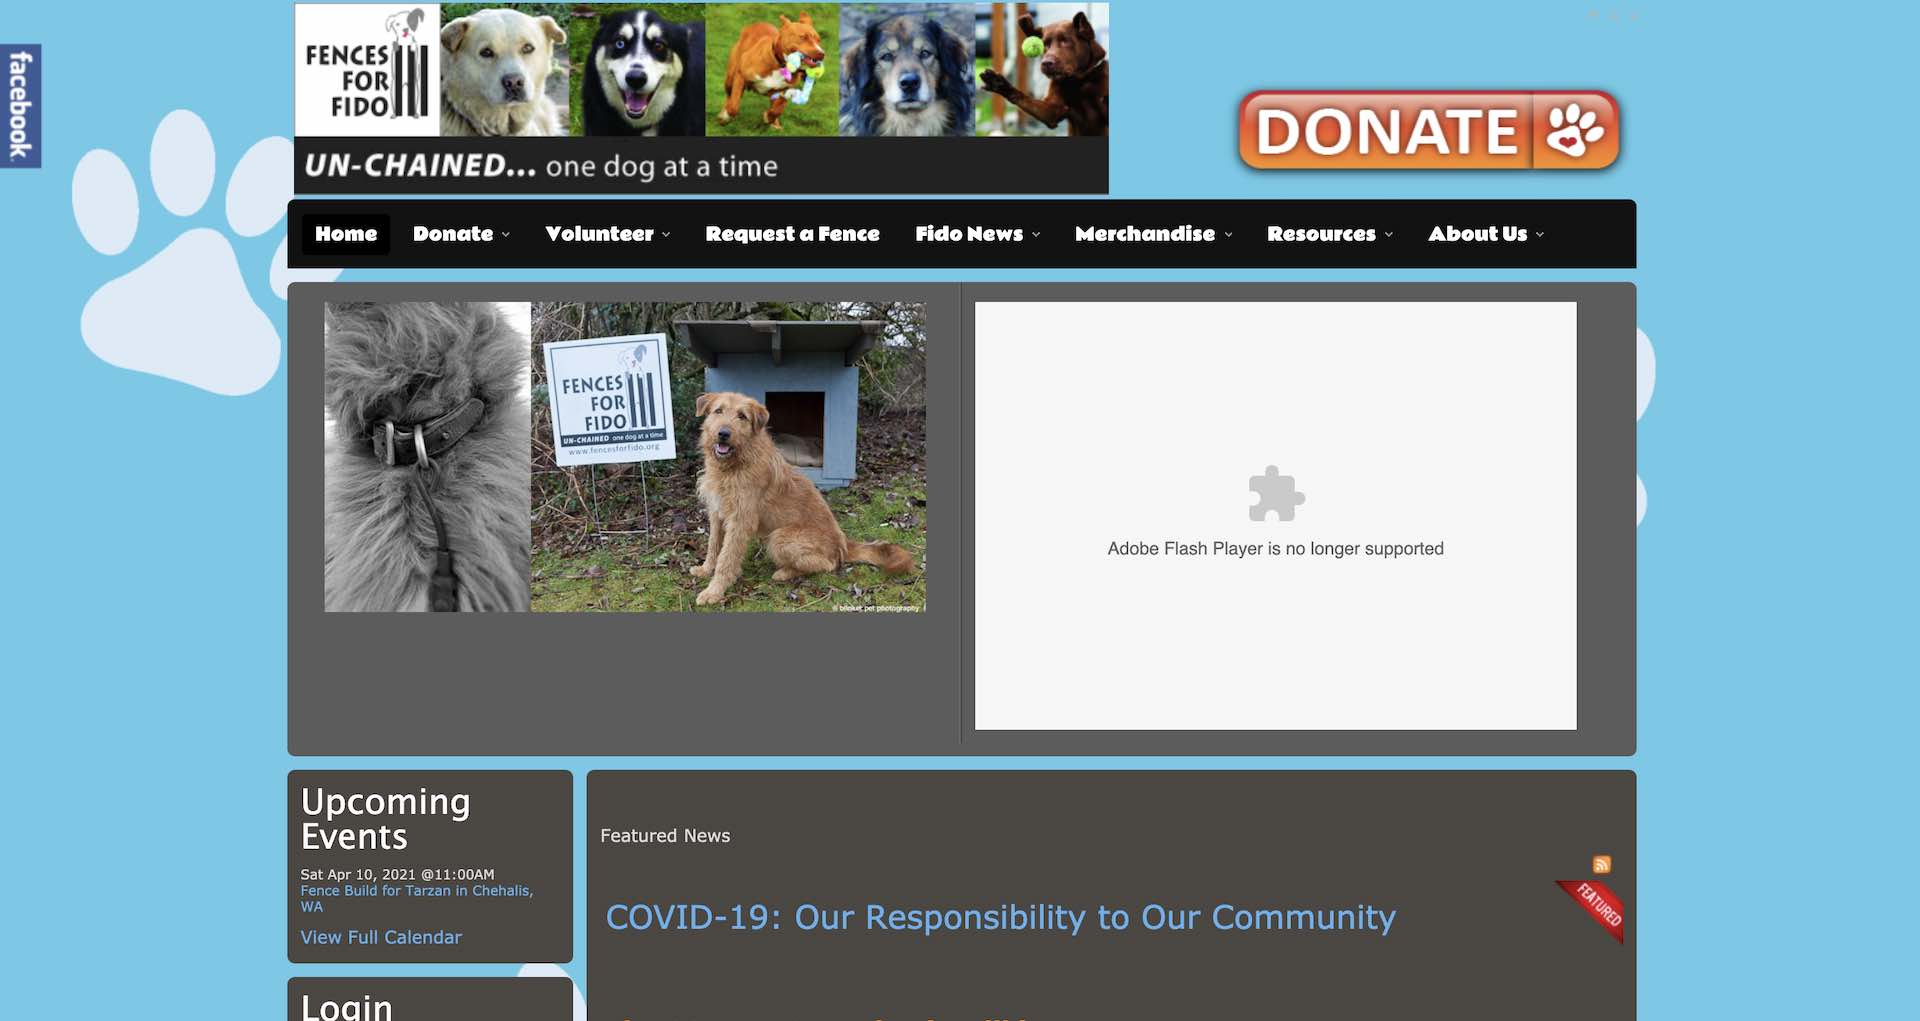 facebook
FENCES
FOR
FIDO
UN-CHAINED... one dog at a time
DONATE
Home Donate Volunteer Request a Fence Fido News Merchandise Resources About Us
FENCES
FOR
FIDO
UN-CHAINED one dog at a time
www.fencesforfido.org
© blinket pet photography
Adobe Flash Player is no longer supported
Upcoming
Events
Sat Apr 10, 2021 @11:00AM
Fence Build for Tarzan in Chehalis,
WA
View Full Calendar
Login
Featured News
FEATURED
COVID-19: Our Responsibility to Our Community